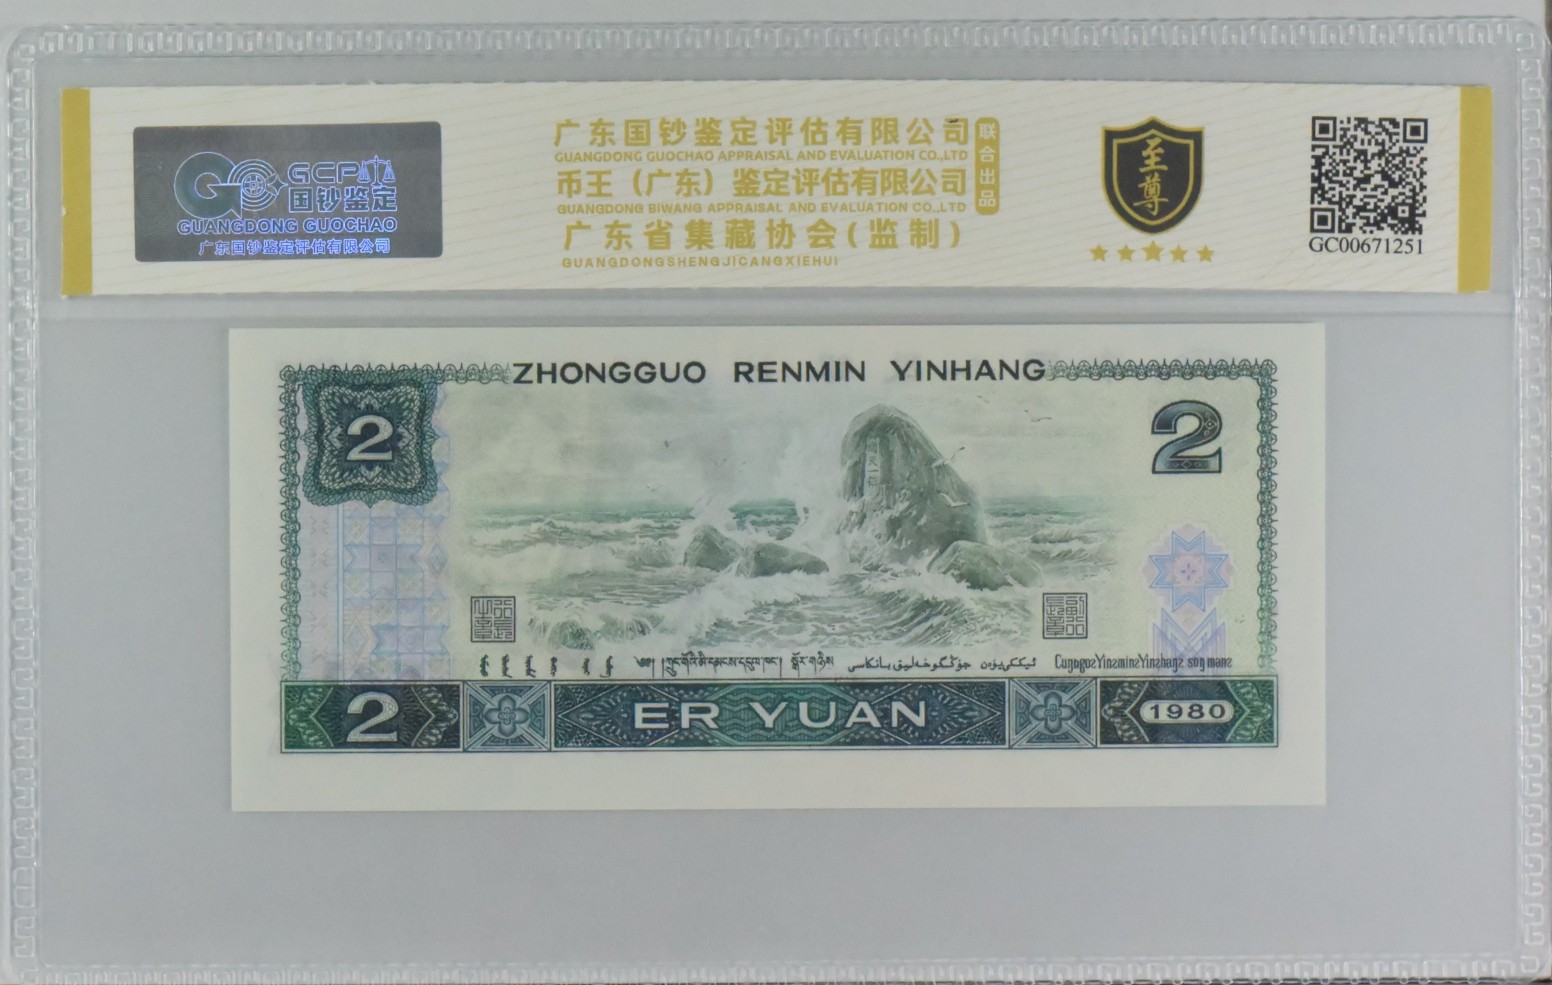 GCP
国钞鉴定
GUANGDONG GUOCHAO
广东国钞鉴定评估有限公司
广东国钞鉴定评估有限公司
GUANGDONG GUOCHAO APPRAISAL AND EVALUATION CO.,LTD
币王（广东）鉴定评估有限公司
GUANGDONG BIWANG APPRAISAL AND EVALUATION CO.,LTD
广东省集藏协会(监制)
GUANGDONGSHENGJICANGXIEHUI
联合出品
至尊
GC00671251
ZHONGGUO RENMIN YINHANG
2
2
جۇڭگوخەلىق بانكاسى ئىككى يۈەن
2
ER YUAN
1980